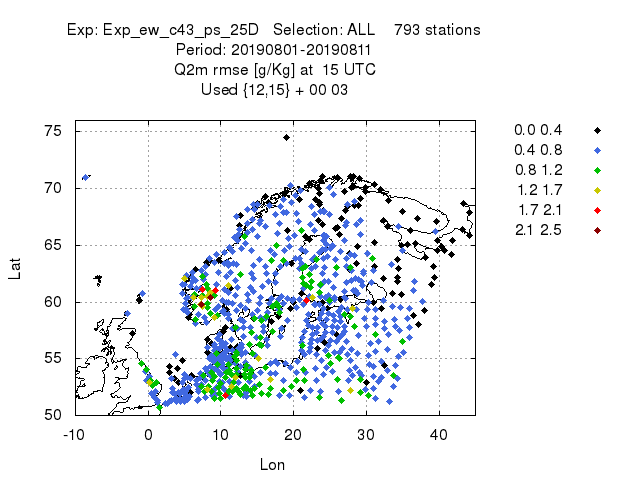 Exp: Exp_ew_c43_ps_25D Selection: ALL 793 stations
Period: 20190801-20190811
Q2m rmse [g/Kg] at 15 UTC
Used {12,15} + 00 03
0.0 0.4
0.4 0.8
0.8 1.2
1.2 1.7
1.7 2.1
2.1 2.5
75
70
65
60
55
50
Lat
-10 0 10 20 30 40
Lon